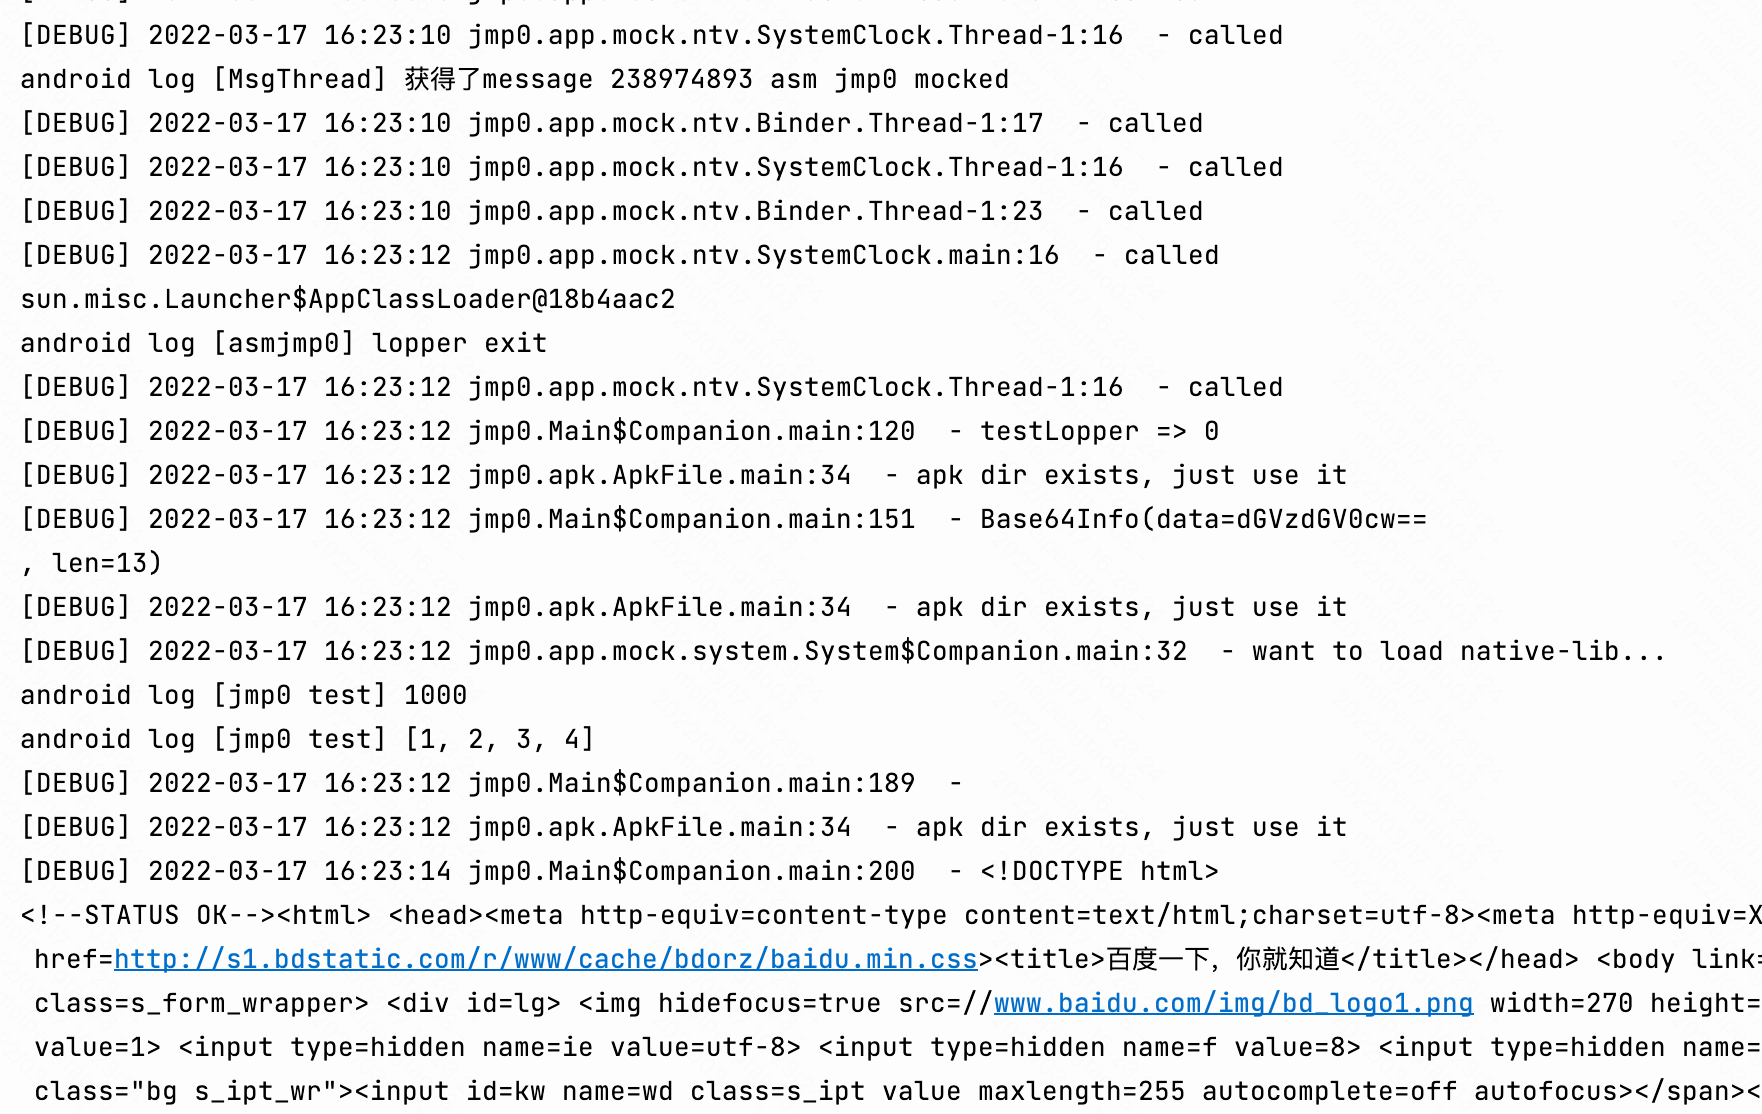 [DEBUG] 2022-03-17 16:23:10 jmp0.app.mock.ntv.SystemClock.Thread-1:16  - called
android log [MsgThread] 获得了message 238974893 asm jmp0 mocked
[DEBUG] 2022-03-17 16:23:10 jmp0.app.mock.ntv.Binder.Thread-1:17  - called
[DEBUG] 2022-03-17 16:23:10 jmp0.app.mock.ntv.SystemClock.Thread-1:16  - called
[DEBUG] 2022-03-17 16:23:10 jmp0.app.mock.ntv.Binder.Thread-1:23  - called
[DEBUG] 2022-03-17 16:23:12 jmp0.app.mock.ntv.SystemClock.main:16  - called
sun.misc.Launcher$AppClassLoader@18b4aac2
android log [asmjmp0] lopper exit
[DEBUG] 2022-03-17 16:23:12 jmp0.app.mock.ntv.SystemClock.Thread-1:16  - called
[DEBUG] 2022-03-17 16:23:12 jmp0.Main$Companion.main:120  - testLopper => 0
[DEBUG] 2022-03-17 16:23:12 jmp0.apk.ApkFile.main:34  - apk dir exists, just use it
[DEBUG] 2022-03-17 16:23:12 jmp0.Main$Companion.main:151  - Base64Info(data=dGVzdGV0cw==
, len=13)
[DEBUG] 2022-03-17 16:23:12 jmp0.apk.ApkFile.main:34  - apk dir exists, just use it
[DEBUG] 2022-03-17 16:23:12 jmp0.app.mock.system.System$Companion.main:32  - want to load native-lib...
android log [jmp0 test] 1000
android log [jmp0 test] [1, 2, 3, 4]
[DEBUG] 2022-03-17 16:23:12 jmp0.Main$Companion.main:189  -
[DEBUG] 2022-03-17 16:23:12 jmp0.apk.ApkFile.main:34  - apk dir exists, just use it
[DEBUG] 2022-03-17 16:23:14 jmp0.Main$Companion.main:200  - <!DOCTYPE html>
<!--STATUS OK--><html> <head><meta http-equiv=content-type content=text/html;charset=utf-8><meta http-equiv=X
href=http://s1.bdstatic.com/r/www/cache/bdorz/baidu.min.css><title>百度一下，你就知道</title></head> <body link=
class=s_form_wrapper> <div id=lg> <img hidefocus=true src=//www.baidu.com/img/bd_logo1.png width=270 height=
value=1> <input type=hidden name=ie value=utf-8> <input type=hidden name=f value=8> <input type=hidden name=
class="bg s_ipt_wr"><input id=kw name=wd class=s_ipt value maxlength=255 autocomplete=off autofocus></span><